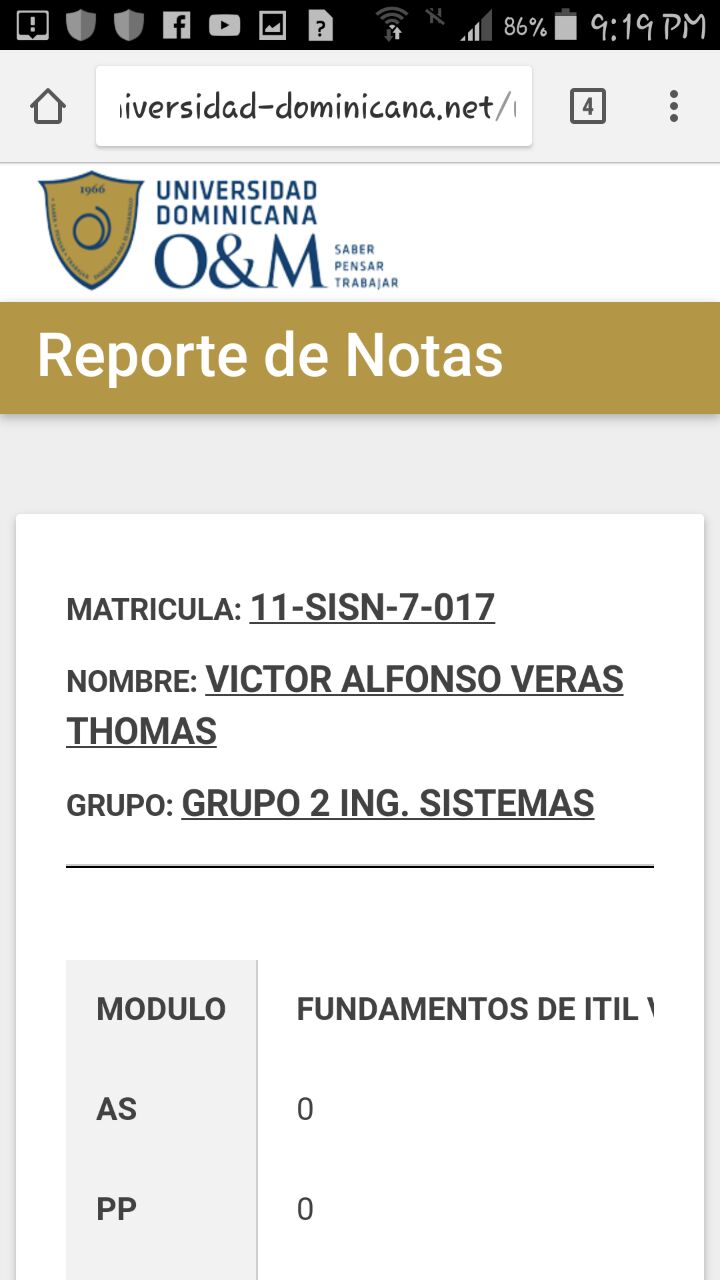 86% 9:19 PM
iversidad-dominicana.net/
4
1966
UNIVERSIDAD
DOMINICANA
O&M
SABER
PENSAR
TRABAJAR
Reporte de Notas
MATRICULA: 11-SISN-7-017
NOMBRE: VICTOR ALFONSO VERAS
THOMAS
GRUPO: GRUPO 2 ING. SISTEMAS
MODULO FUNDAMENTOS DE ITIL
AS 0
PP 0